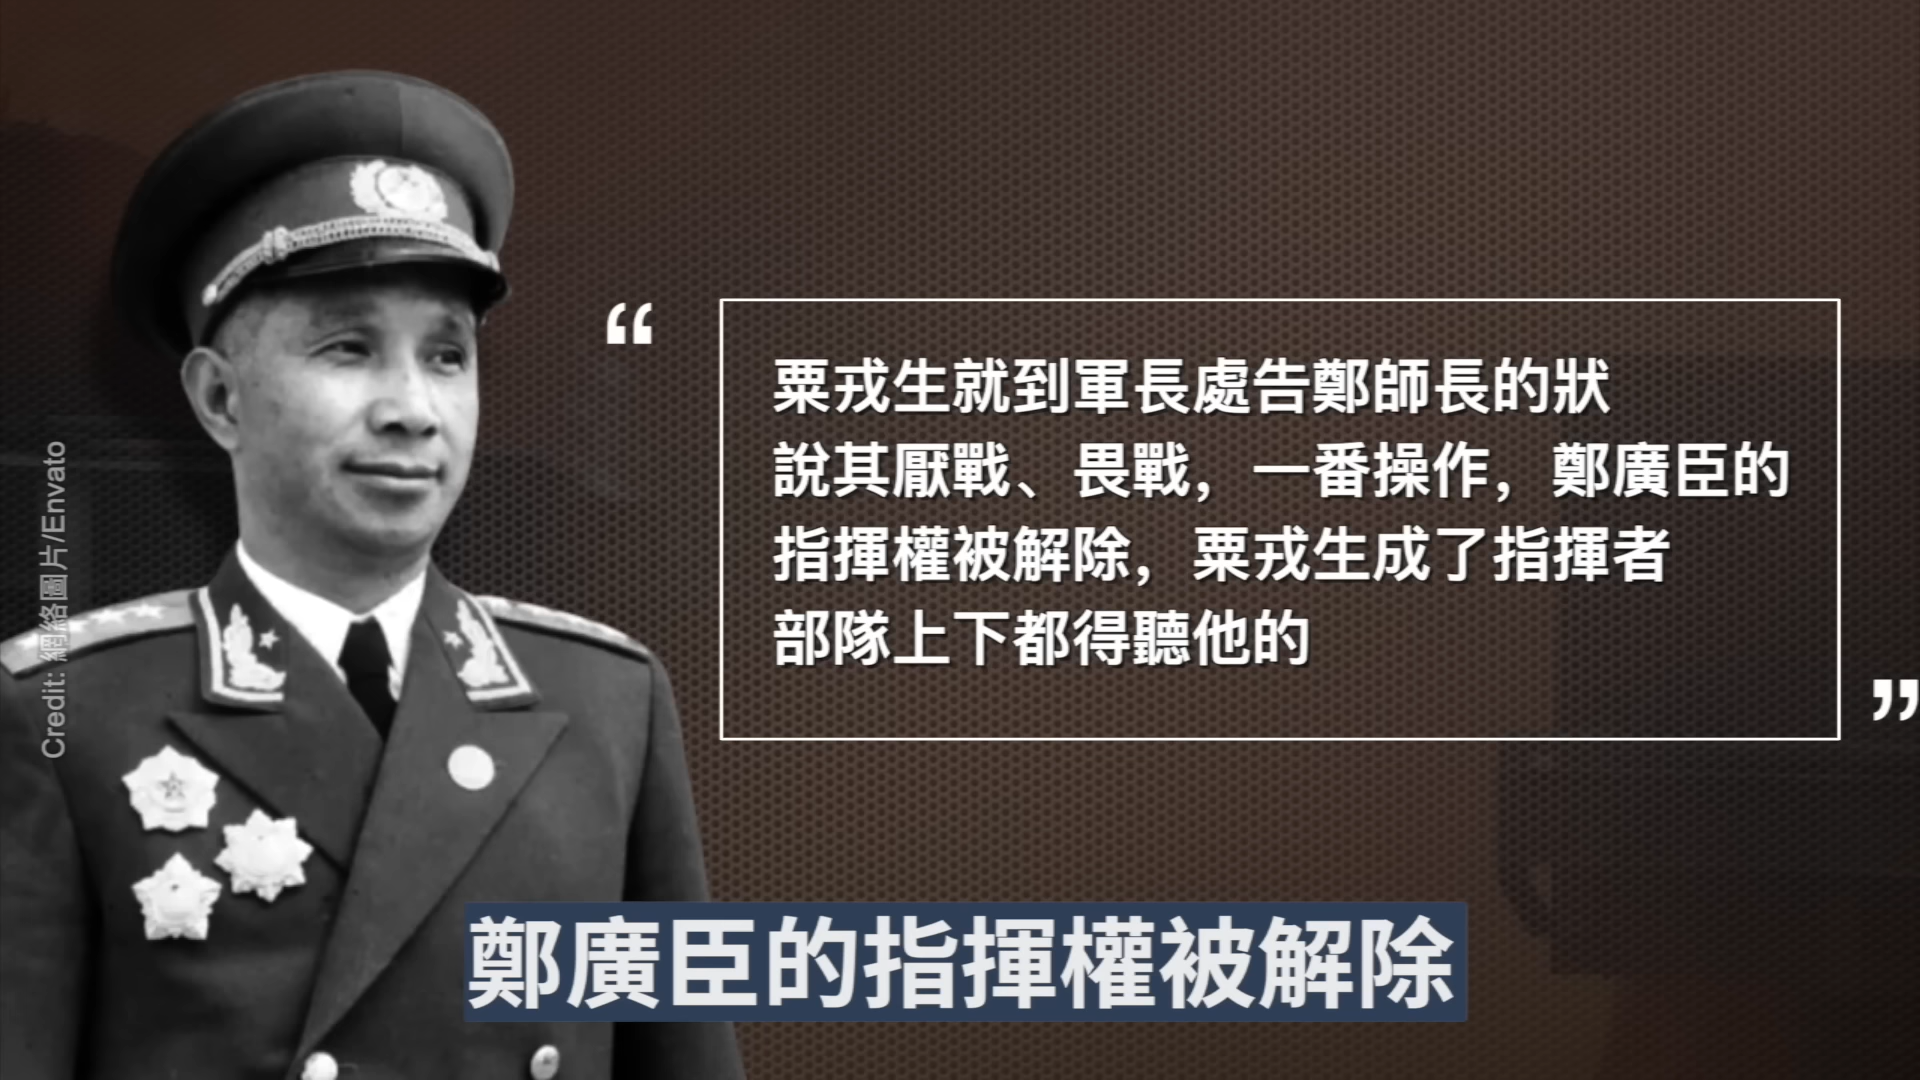 Credit: 網絡圖片/Envato
“
粟戎生就到軍長處告鄭師長的狀
說其厭戰、畏戰，一番操作，鄭廣臣的
指揮權被解除，粟戎生成了指揮者
部隊上下都得聽他的
”
鄭廣臣的指揮權被解除